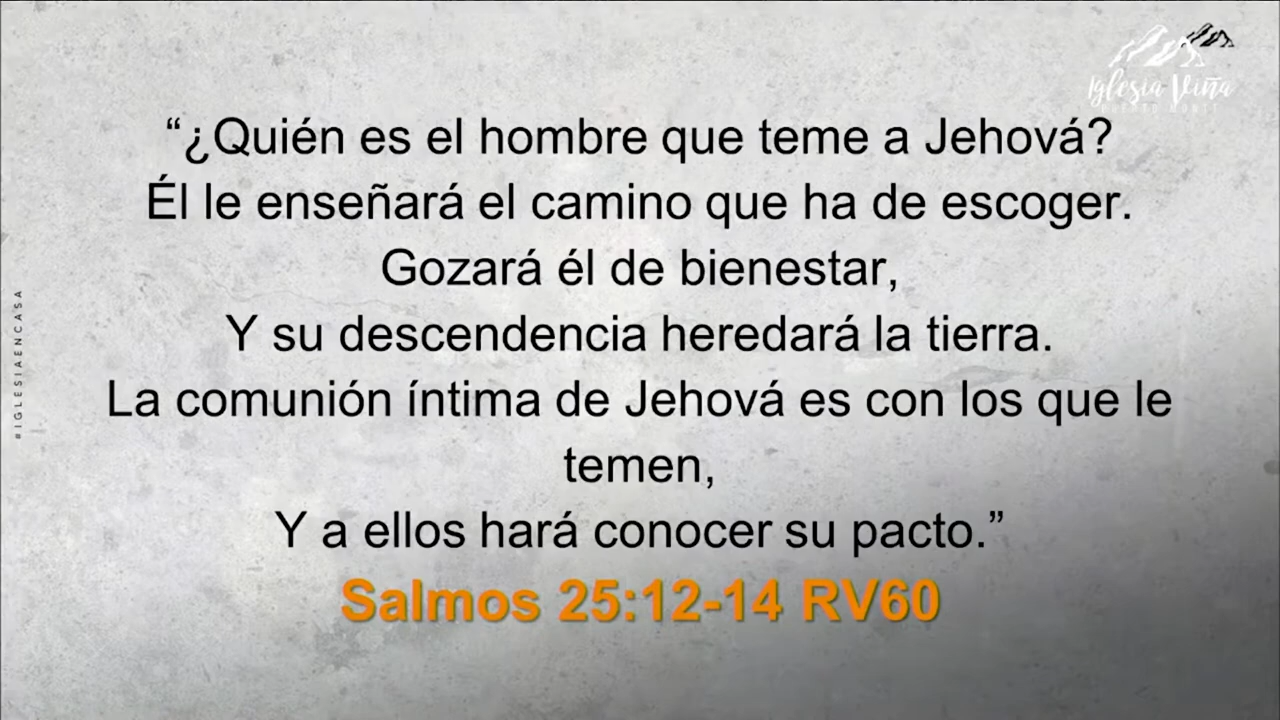 Iglesia Viña
#IGLESIAENCASA
“¿Quién es el hombre que teme a Jehová?
Él le enseñará el camino que ha de escoger.
Gozará él de bienestar,
Y su descendencia heredará la tierra.
La comunión íntima de Jehová es con los que le
temen,
Y a ellos hará conocer su pacto.”
Salmos 25:12-14 RV60